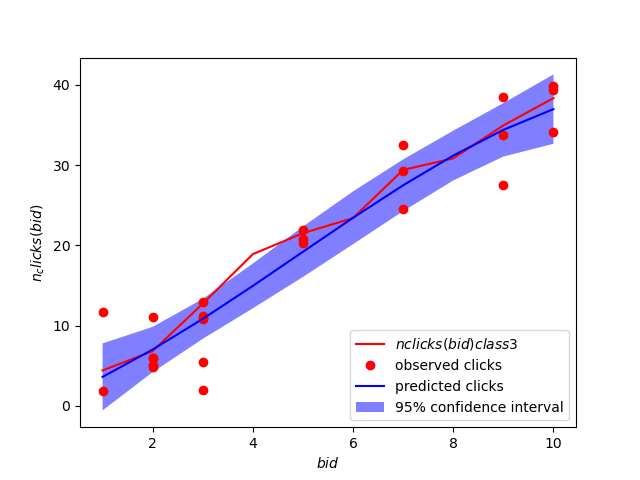 40
30
20
10
0
n_clicks(bid)
nclicks(bid)class3
observed clicks
predicted clicks
95% confidence interval
2 4 6 8 10
bid